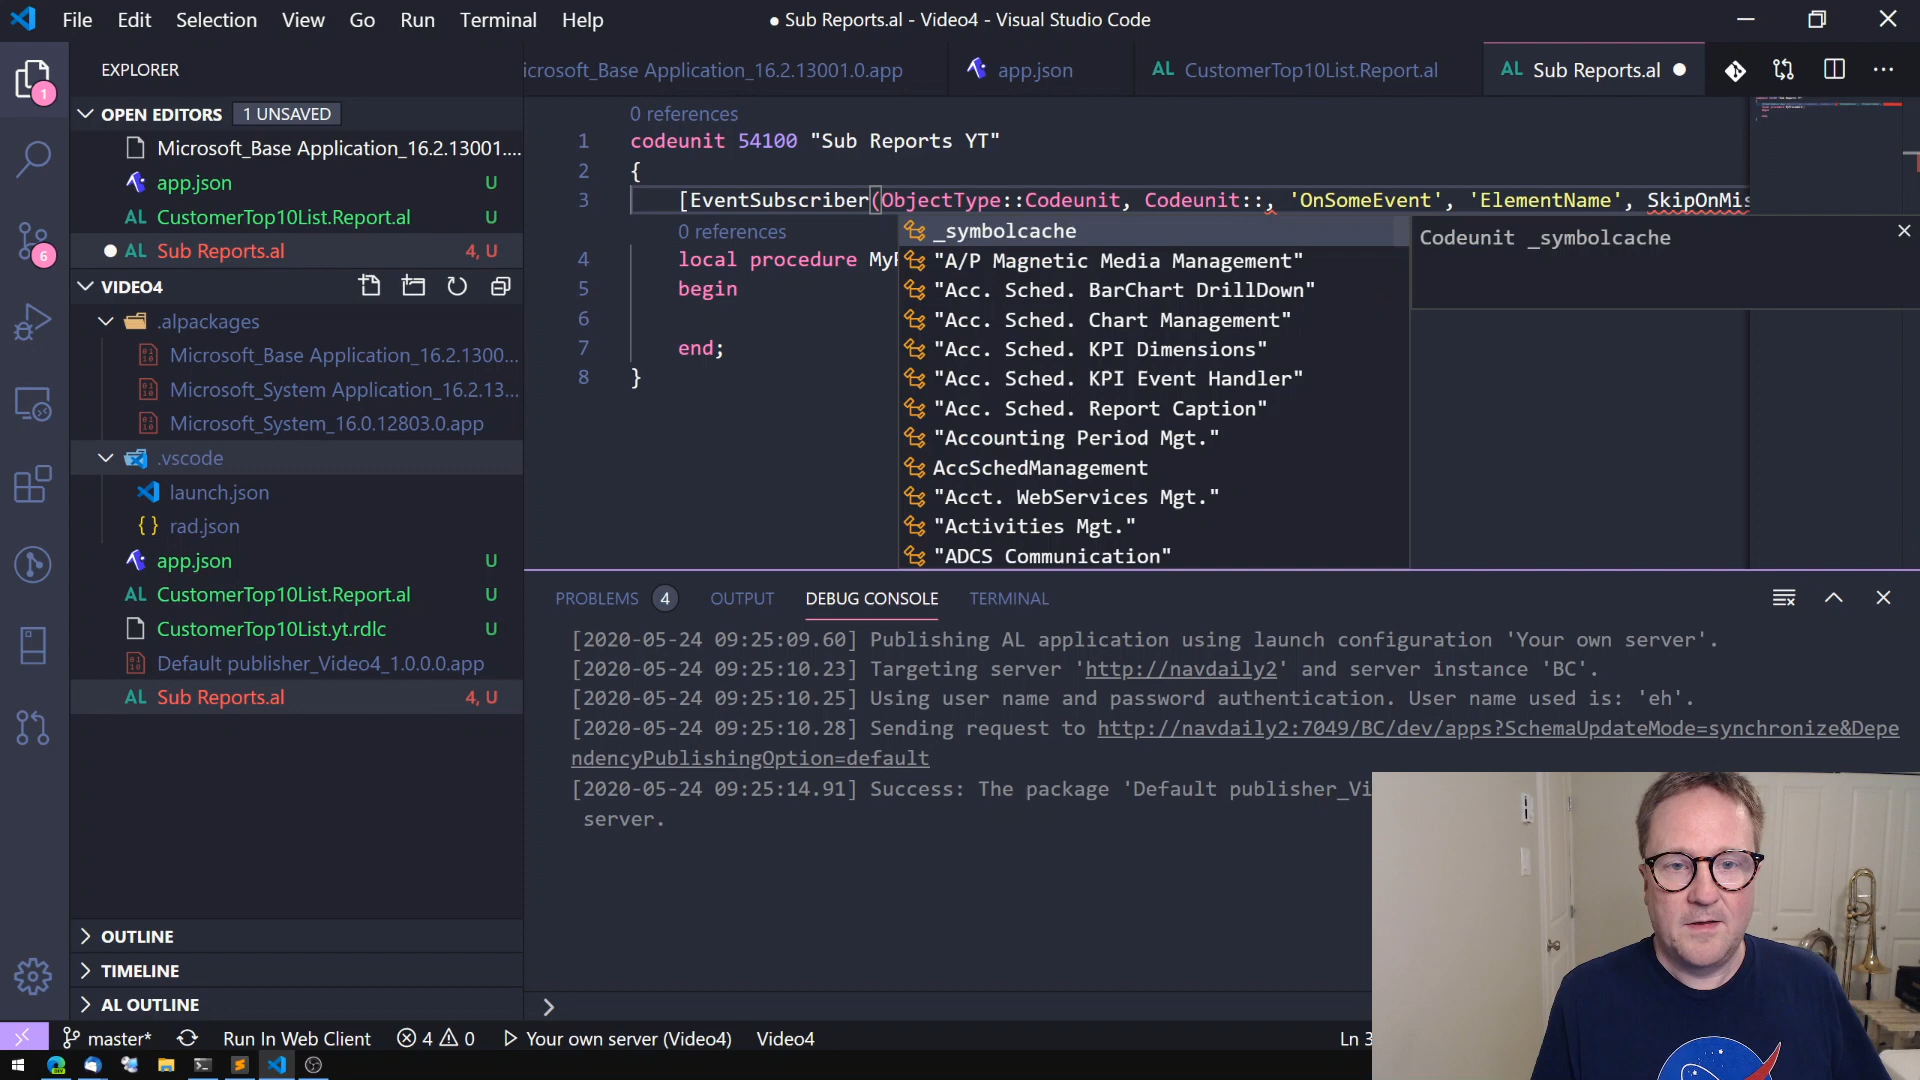 File Edit Selection View Go Run Terminal Help
● Sub Reports.al - Video4 - Visual Studio Code
EXPLORER
icrosoft_Base Application_16.2.13001.0.app
app.json
AL CustomerTop10List.Report.al
AL Sub Reports.al
1
OPEN EDITORS 1 UNSAVED
Microsoft_Base Application_16.2.13001....
app.json U
CustomerTop10List.Report.al U
Sub Reports.al 4, U
6
VIDEO4
.alpackages
Microsoft_Base Application_16.2.1300...
Microsoft_System Application_16.2.13...
Microsoft_System_16.0.12803.0.app
.vscode
launch.json
{} rad.json
app.json U
AL CustomerTop10List.Report.al U
CustomerTop10List.yt.rdlc U
Default publisher_Video4_1.0.0.0.app
AL Sub Reports.al 4, U
OUTLINE
TIMELINE
AL OUTLINE
0 references
1 codeunit 54100 "Sub Reports YT"
2 {
3 [EventSubscriber(ObjectType::Codeunit, Codeunit::, 'OnSomeEvent', 'ElementName', SkipOnMis
0 references
4 local procedure MyP
5 begin
6
7 end;
8 }
_symbolcache
"A/P Magnetic Media Management"
"Acc. Sched. BarChart DrillDown"
"Acc. Sched. Chart Management"
"Acc. Sched. KPI Dimensions"
"Acc. Sched. KPI Event Handler"
"Acc. Sched. Report Caption"
"Accounting Period Mgt."
AccSchedManagement
"Acct. WebServices Mgt."
"Activities Mgt."
"ADCS Communication"
Codeunit _symbolcache
PROBLEMS 4 OUTPUT DEBUG CONSOLE TERMINAL
[2020-05-24 09:25:09.60] Publishing AL application using launch configuration 'Your own server'.
[2020-05-24 09:25:10.23] Targeting server 'http://navdaily2' and server instance 'BC'.
[2020-05-24 09:25:10.25] Using user name and password authentication. User name used is: 'eh'.
[2020-05-24 09:25:10.28] Sending request to http://navdaily2:7049/BC/dev/apps?SchemaUpdateMode=synchronize&Depe
ndencyPublishingOption=default
[2020-05-24 09:25:14.91] Success: The package 'Default publisher_Vi
server.
master* Run In Web Client 4 0 Your own server (Video4) Video4 Ln 3